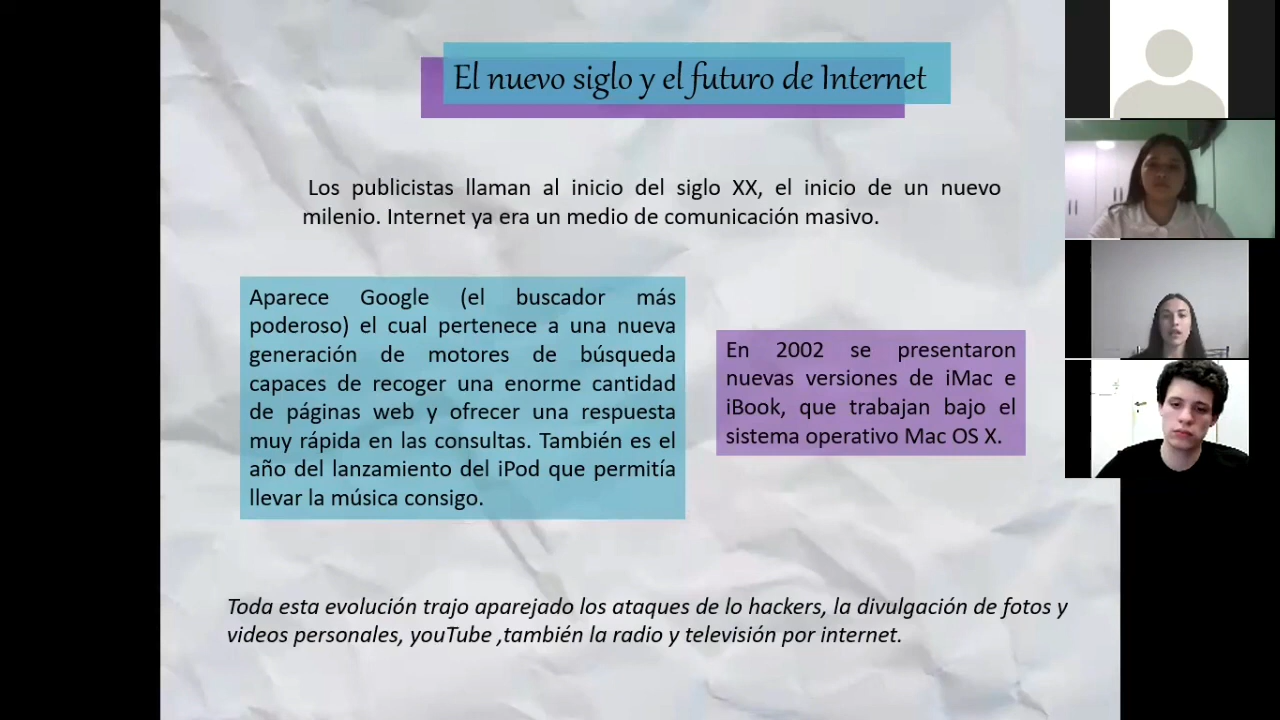 El nuevo siglo y el futuro de Internet
Los publicistas llaman al inicio del siglo XX, el inicio de un nuevo
milenio. Internet ya era un medio de comunicación masivo.
Aparece Google (el buscador más
poderoso) el cual pertenece a una nueva
generación de motores de búsqueda
capaces de recoger una enorme cantidad
de páginas web y ofrecer una respuesta
muy rápida en las consultas. También es el
año del lanzamiento del iPod que permitía
llevar la música consigo.
En 2002 se presentaron
nuevas versiones de iMac e
iBook, que trabajan bajo el
sistema operativo Mac OS X.
Toda esta evolución trajo aparejado los ataques de lo hackers, la divulgación de fotos y
videos personales, youTube ,también la radio y televisión por internet.